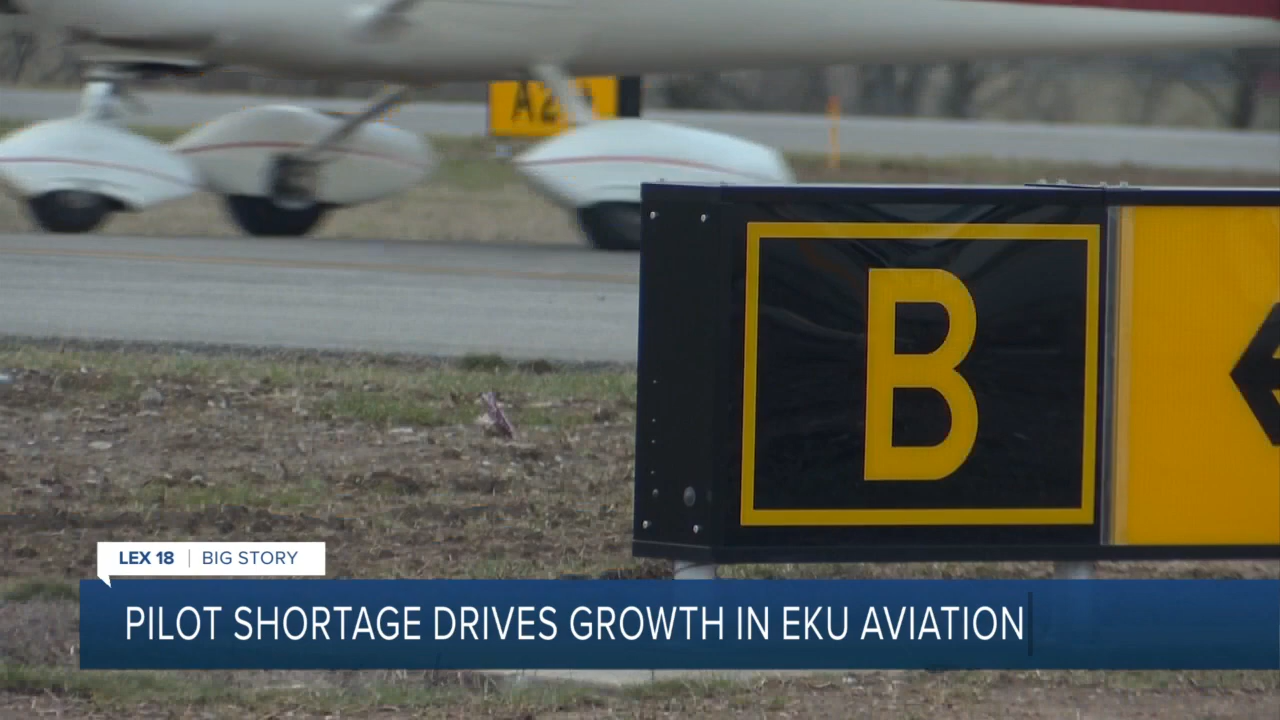 B
LEX 18 | BIG STORY
PILOT SHORTAGE DRIVES GROWTH IN EKU AVIATION